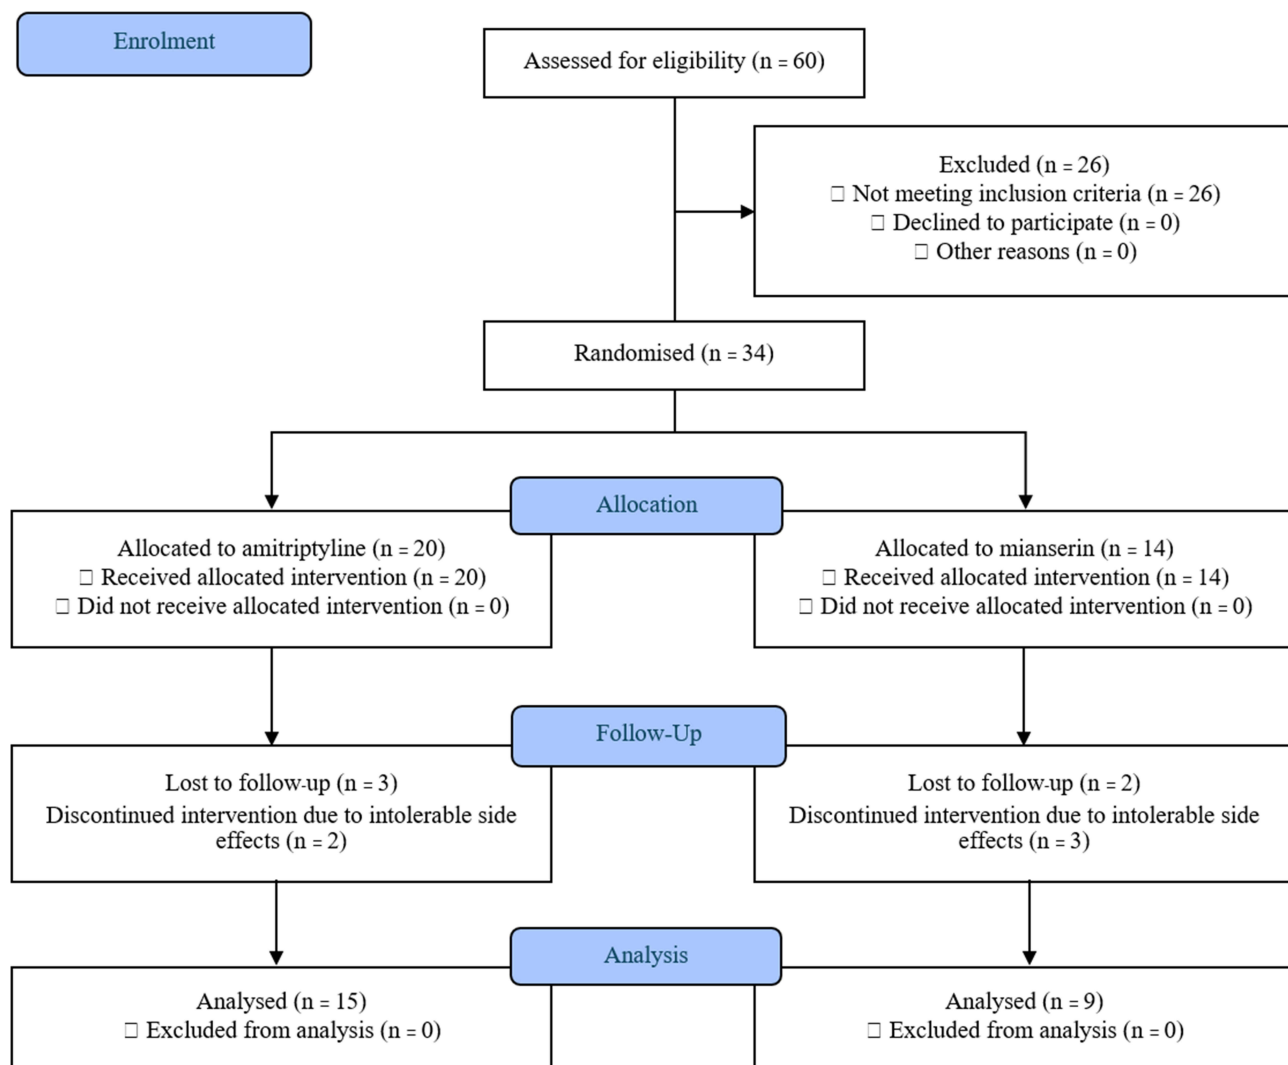 Enrolment
Assessed for eligibility (n = 60)
Excluded (n = 26)
□ Not meeting inclusion criteria (n = 26)
□ Declined to participate (n = 0)
□ Other reasons (n = 0)
Randomised (n = 34)
Allocation
Allocated to amitriptyline (n = 20)
□ Received allocated intervention (n = 20)
□ Did not receive allocated intervention (n = 0)
Allocated to mianserin (n = 14)
□ Received allocated intervention (n = 14)
□ Did not receive allocated intervention (n = 0)
Follow-Up
Lost to follow-up (n = 3)
Discontinued intervention due to intolerable side
effects (n = 2)
Lost to follow-up (n = 2)
Discontinued intervention due to intolerable side
effects (n = 3)
Analysis
Analysed (n = 15)
□ Excluded from analysis (n = 0)
Analysed (n = 9)
□ Excluded from analysis (n = 0)